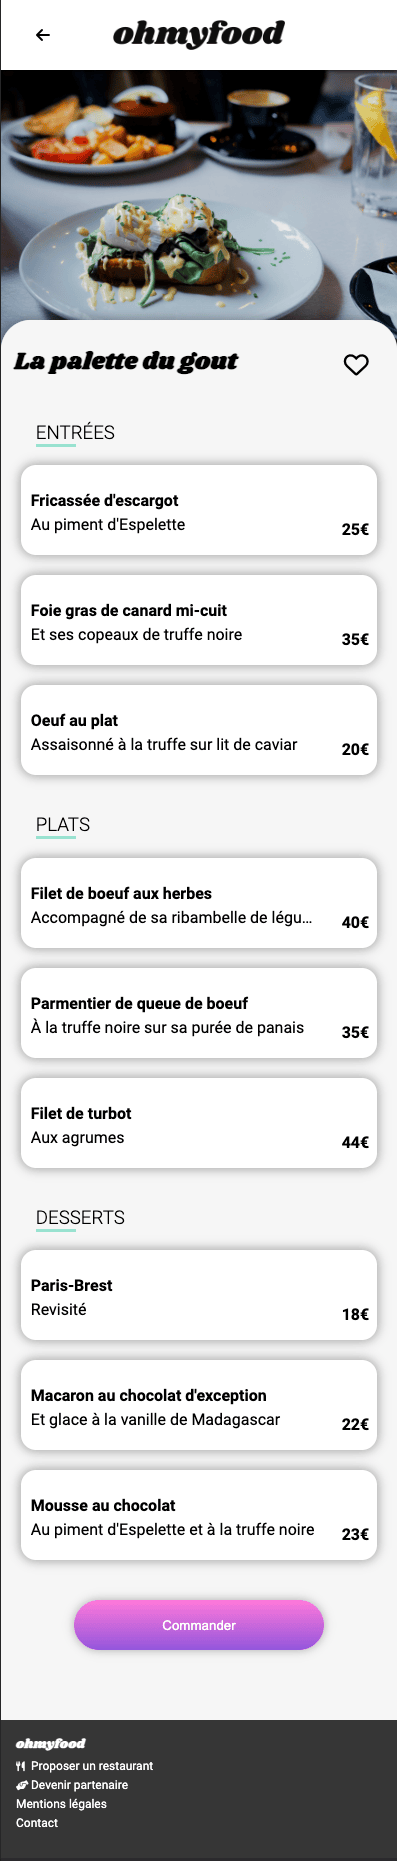 ohmyfood
La palette du gout
ENTRÉES
Fricassée d'escargot
Au piment d'Espelette
25€
Foie gras de canard mi-cuit
Et ses copeaux de truffe noire
35€
Oeuf au plat
Assaisonné à la truffe sur lit de caviar
20€
PLATS
Filet de boeuf aux herbes
Accompagné de sa ribambelle de légu...
40€
Parmentier de queue de boeuf
À la truffe noire sur sa purée de panais
35€
Filet de turbot
Aux agrumes
44€
DESSERTS
Paris-Brest
Revisité
18€
Macaron au chocolat d'exception
Et glace à la vanille de Madagascar
22€
Mousse au chocolat
Au piment d'Espelette et à la truffe noire
23€
Commander
ohmyfood
Proposer un restaurant
Devenir partenaire
Mentions légales
Contact